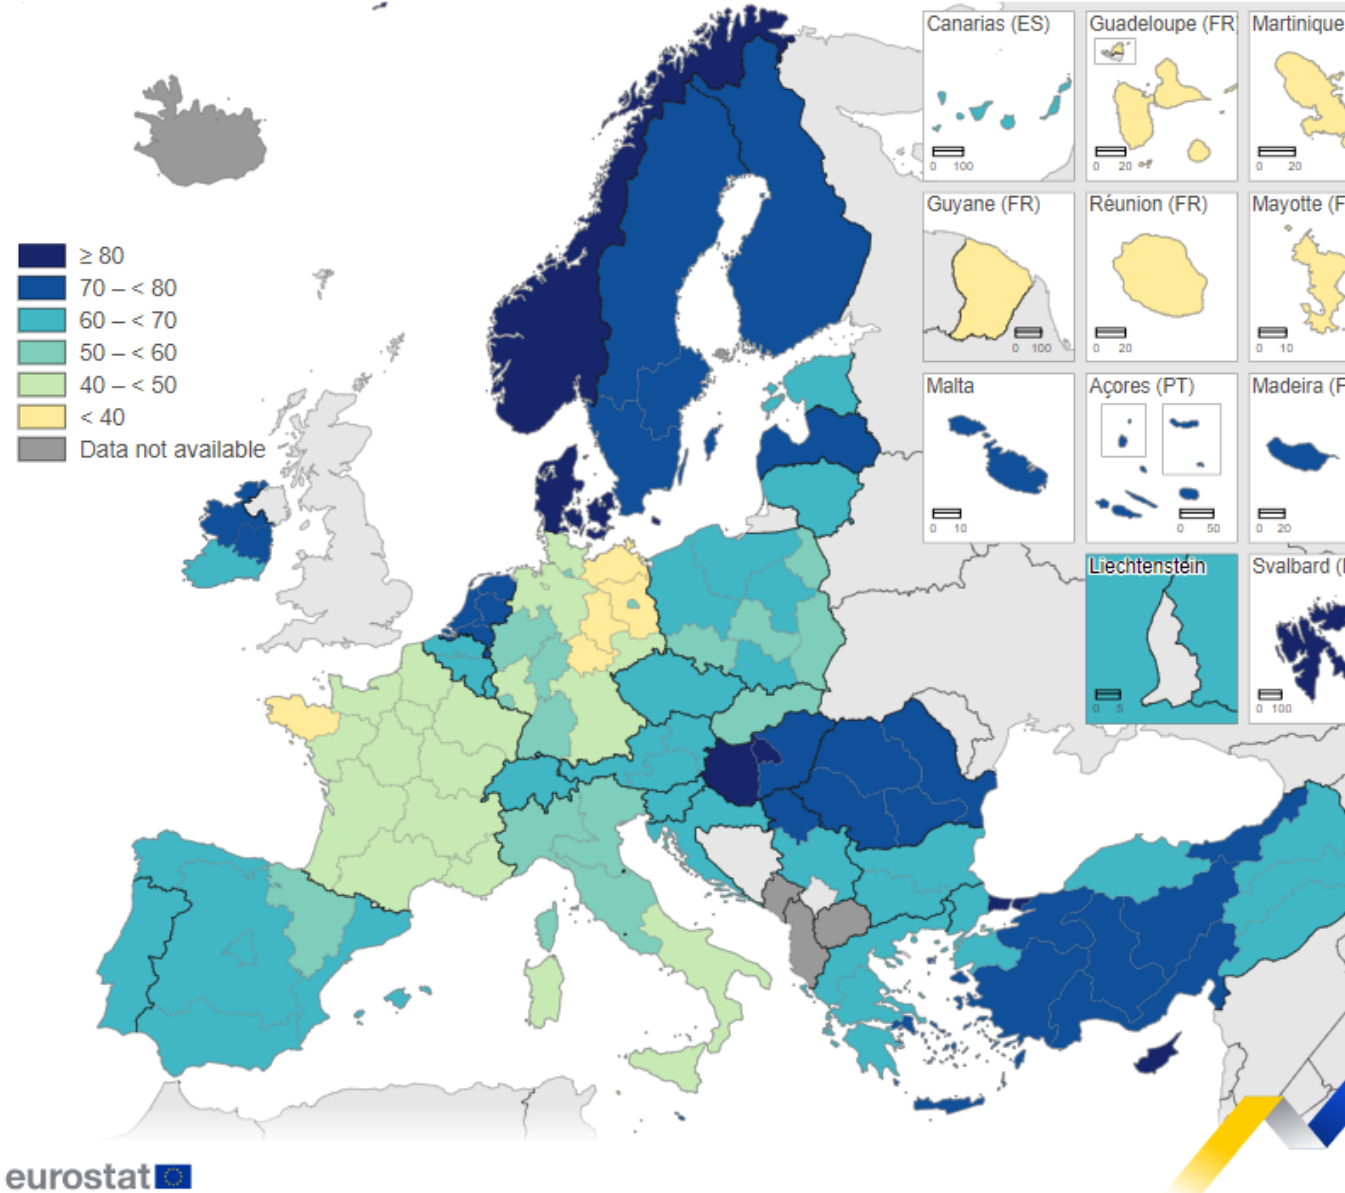 Canarias (ES)
0 100
Guadeloupe (FR
0 20
Martinique
0 20
Guyane (FR)
0 100
Réunion (FR)
0 20
Mayotte (F
0 10
Malta
0 10
Açores (PT)
0 50
Madeira (F
0 20
Liechtenstein
0 5
Svalbard (
0 100
≥ 80
70 – < 80
60 – < 70
50 – < 60
40 – < 50
< 40
Data not available
eurostat